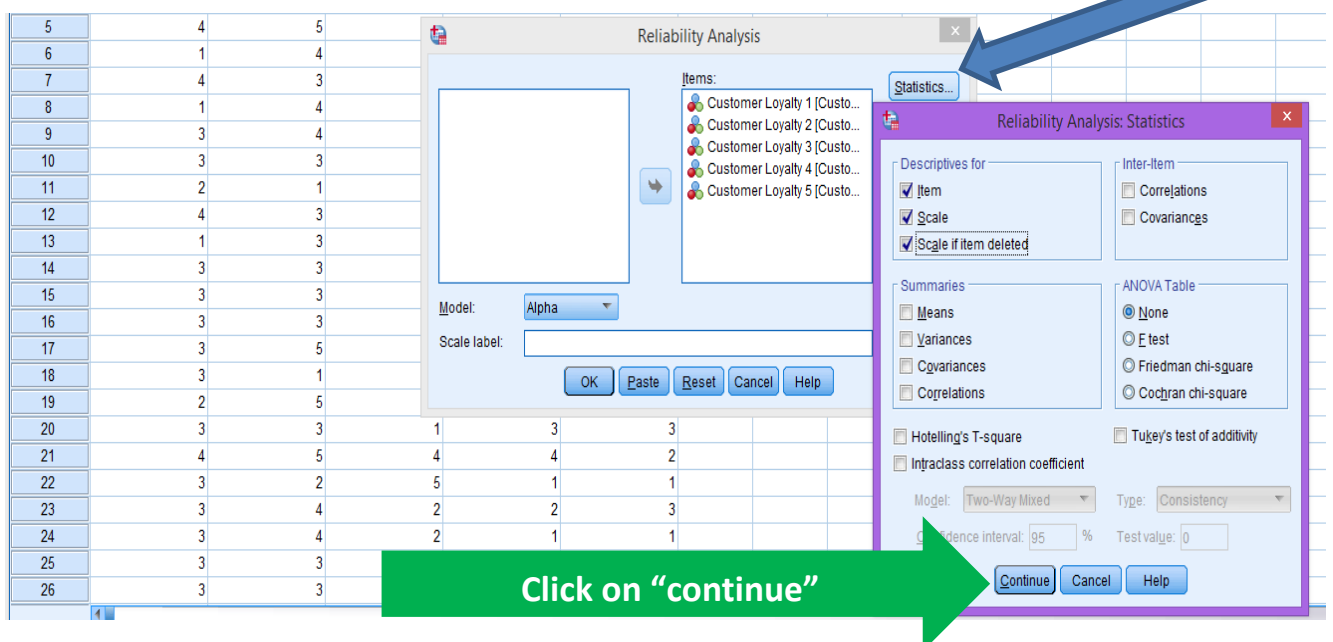 5 4 5
6 1 4
7 4 3
8 1 4
9 3 4
10 3 3
11 2 1
12 4 3
13 1 3
14 3 3
15 3 3
16 3 3
17 3 5
18 3 1
19 2 5
20 3 3 1 3 3
21 4 5 4 4 2
22 3 2 5 1 1
23 3 4 2 2 3
24 3 4 2 1 1
25 3 3
26 3 3
Reliability Analysis
x
Items:
Customer Loyalty 1 [Custo...
Customer Loyalty 2 [Custo...
Customer Loyalty 3 [Custo...
Customer Loyalty 4 [Custo...
Customer Loyalty 5 [Custo...
Statistics...
Model: Alpha
Scale label:
OK Paste Reset Cancel Help
Reliability Analysis: Statistics
x
Descriptives for
Item
Scale
Scale if item deleted
Inter-Item
Correlations
Covariances
Summaries
Means
Variances
Covariances
Correlations
ANOVA Table
None
F test
Friedman chi-square
Cochran chi-square
Hotelling's T-square
Tukey's test of additivity
Intraclass correlation coefficient
Model: Two-Way Mixed Type: Consistency
interval: 95 % Test value: 0
Continue Cancel Help
Click on “continue”